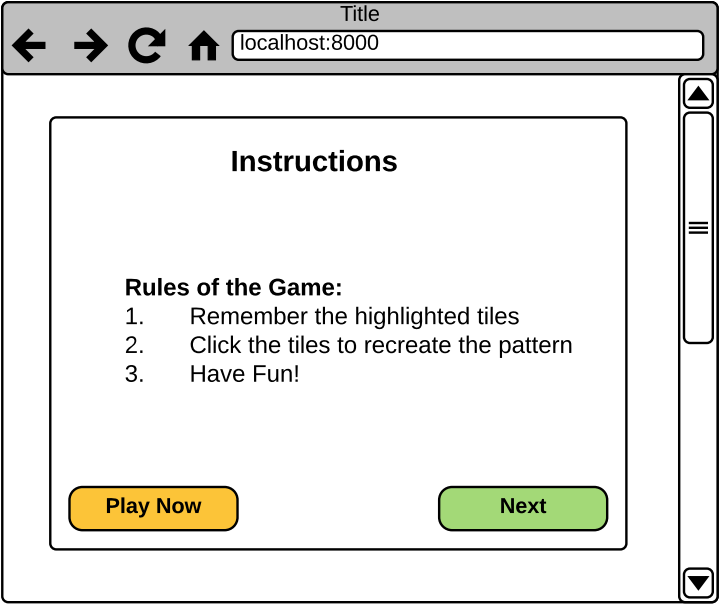 Title
localhost:8000
Instructions
Rules of the Game:
1. Remember the highlighted tiles
2. Click the tiles to recreate the pattern
3. Have Fun!
Play Now
Next